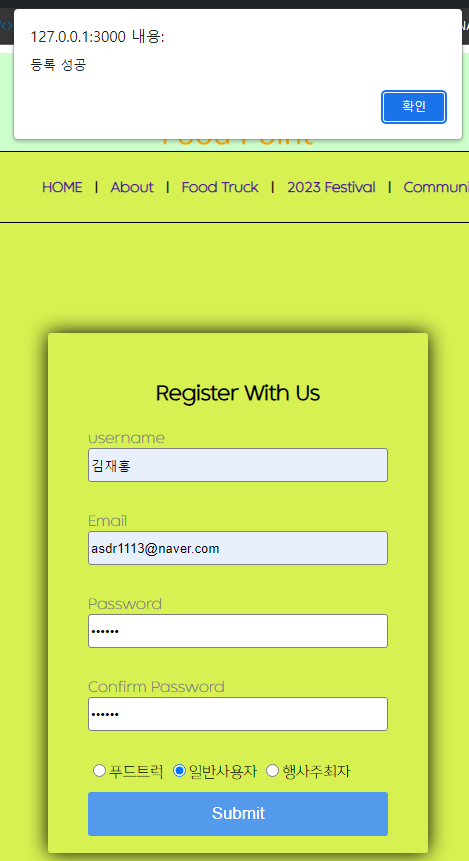 127.0.0.1:3000 내용:
등록 성공
확인
Food Point
HOME | About | Food Truck | 2023 Festival | Communi
Register With Us
username
김재홍
Email
asdr1113@naver.com
Password
••••••
Confirm Password
••••••
푸드트럭 일반사용자 행사주최자
Submit